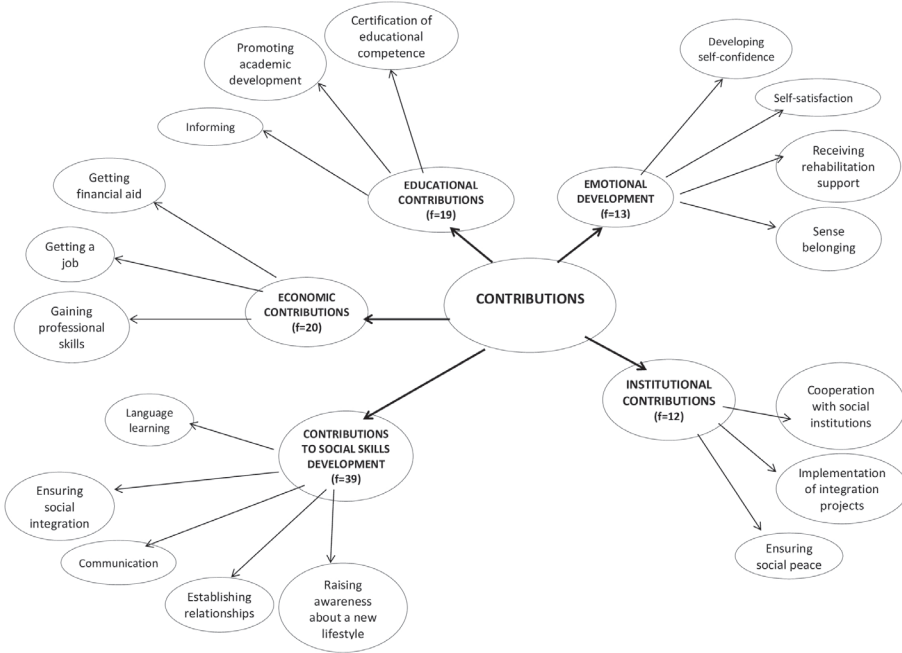 Certification of
educational
competence
Promoting
academic
development
Informing
Developing
self-confidence
Self-satisfaction
Receiving
rehabilitation
support
Sense
belonging
EDUCATIONAL
CONTRIBUTIONS
(f=19)
EMOTIONAL
DEVELOPMENT
(f=13)
Getting
financial aid
Getting a
job
Gaining
professional
skills
ECONOMIC
CONTRIBUTIONS
(f=20)
CONTRIBUTIONS
INSTITUTIONAL
CONTRIBUTIONS
(f=12)
Cooperation
with social
institutions
Implementation
of integration
projects
Ensuring
social peace
CONTRIBUTIONS
TO SOCIAL SKILLS
DEVELOPMENT
(f=39)
Language
learning
Ensuring
social
integration
Communication
Establishing
relationships
Raising
awareness
about a new
lifestyle